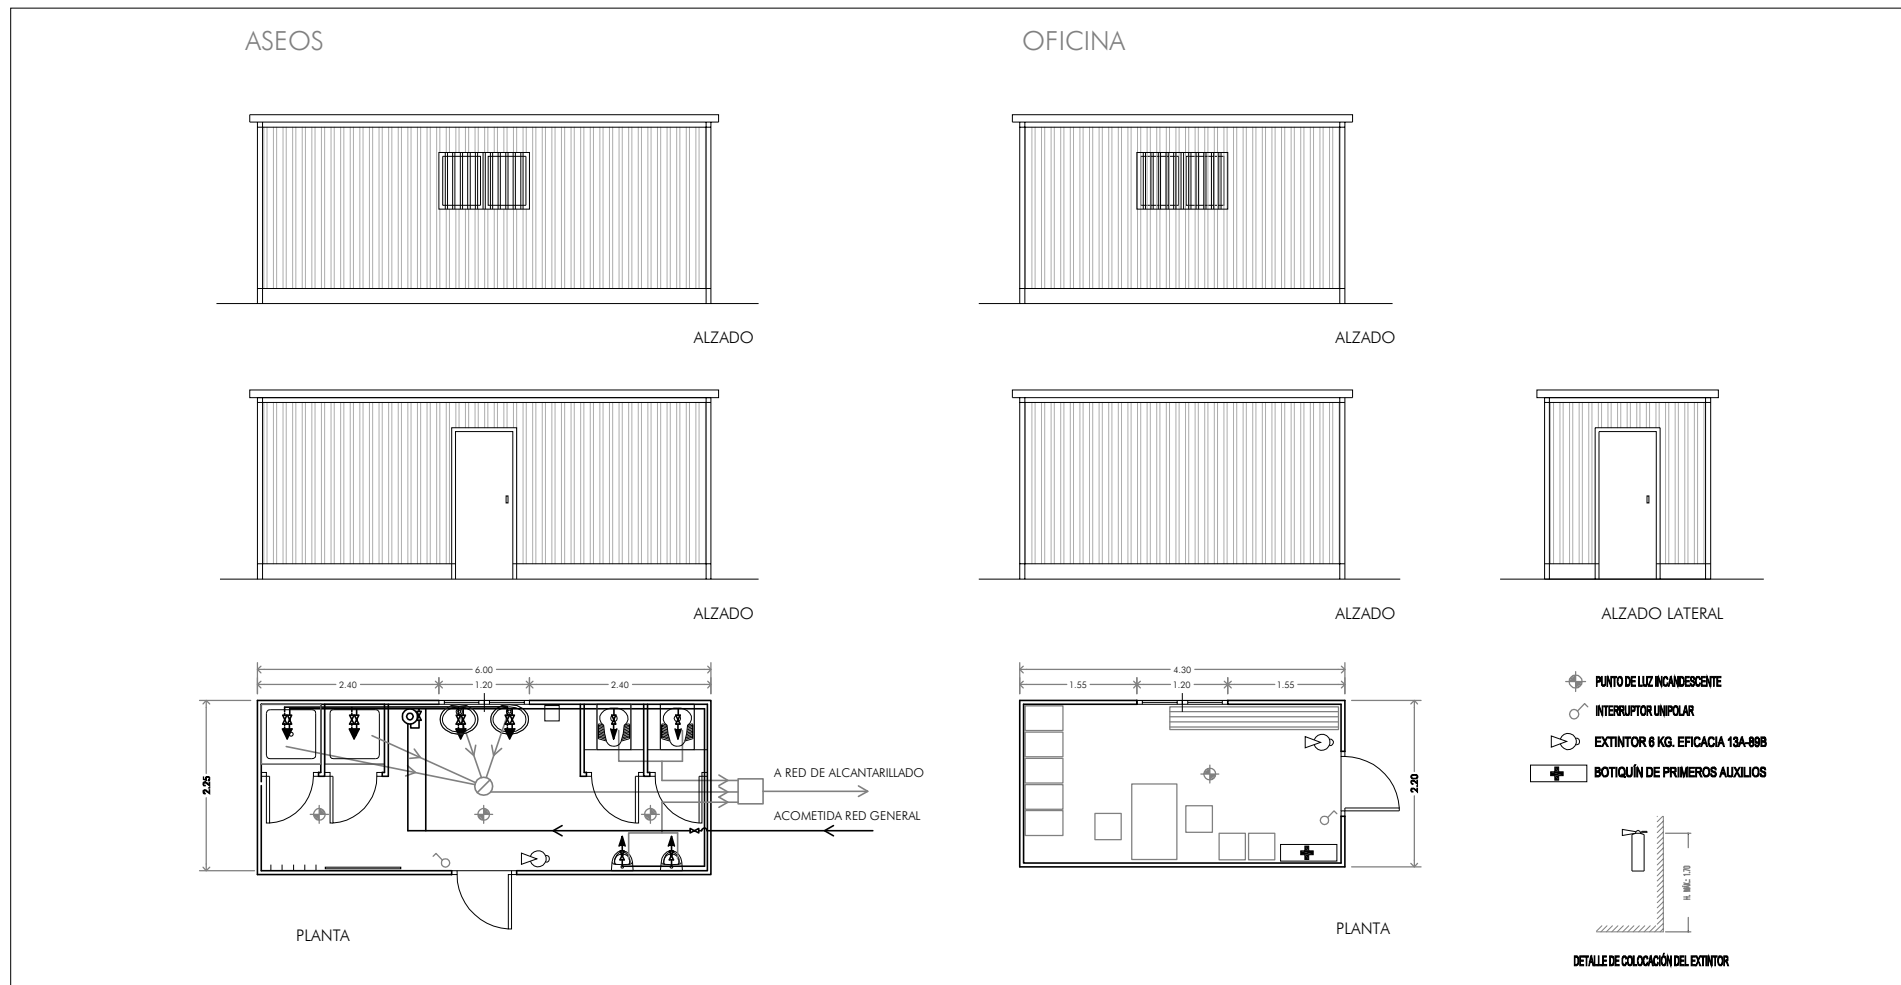 ASEOS
OFICINA
ALZADO
ALZADO
ALZADO
ALZADO
ALZADO LATERAL
6.00
2.40
1.20
2.40
2.25
A RED DE ALCANTARILLADO
ACOMETIDA RED GENERAL
PLANTA
4.30
1.55
1.20
1.55
2.20
PLANTA
PUNTO DE LUZ INCANDESCENTE
INTERRUPTOR UNIPOLAR
EXTINTOR 6 KG. EFICACIA 13A-89B
BOTIQUÍN DE PRIMEROS AUXILIOS
H. MÁX.: 1.70
DETALLE DE COLOCACIÓN DEL EXTINTOR